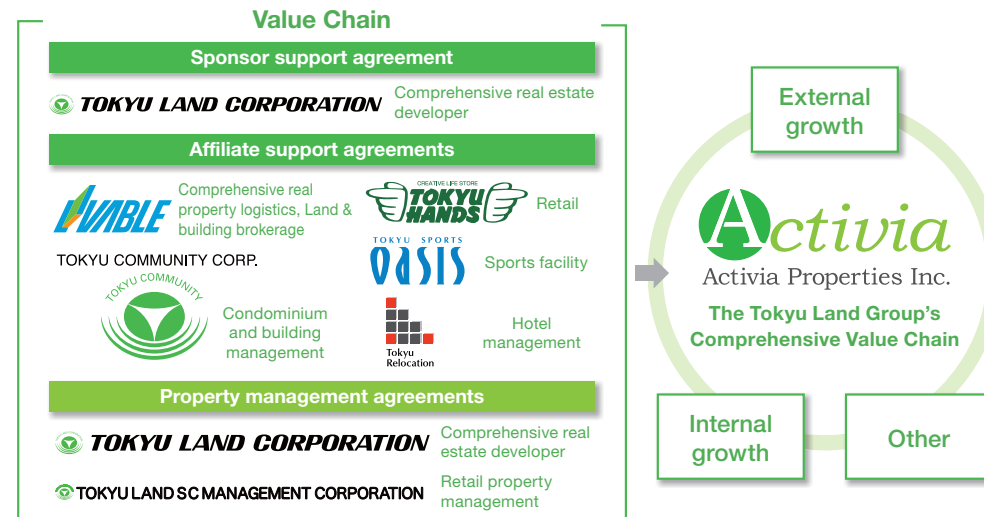 Value Chain
Sponsor support agreement
TOKYU LAND CORPORATION
Comprehensive real estate
developer
Affiliate support agreements
LIVABLE
Comprehensive real
property logistics, Land &
building brokerage
CREATIVE LIFE STORE
TOKYU
HANDS
Retail
TOKYU COMMUNITY CORP.
TOKYU COMMUNITY
Condominium
and building
management
TOKYU SPORTS
OASIS
Sports facility
Tokyu
Relocation
Hotel
management
Property management agreements
TOKYU LAND CORPORATION
Comprehensive real
estate developer
TOKYU LAND SC MANAGEMENT CORPORATION
Retail property
management
External
growth
Activia
Activia Properties Inc.
The Tokyu Land Group’s
Comprehensive Value Chain
Internal
growth
Other